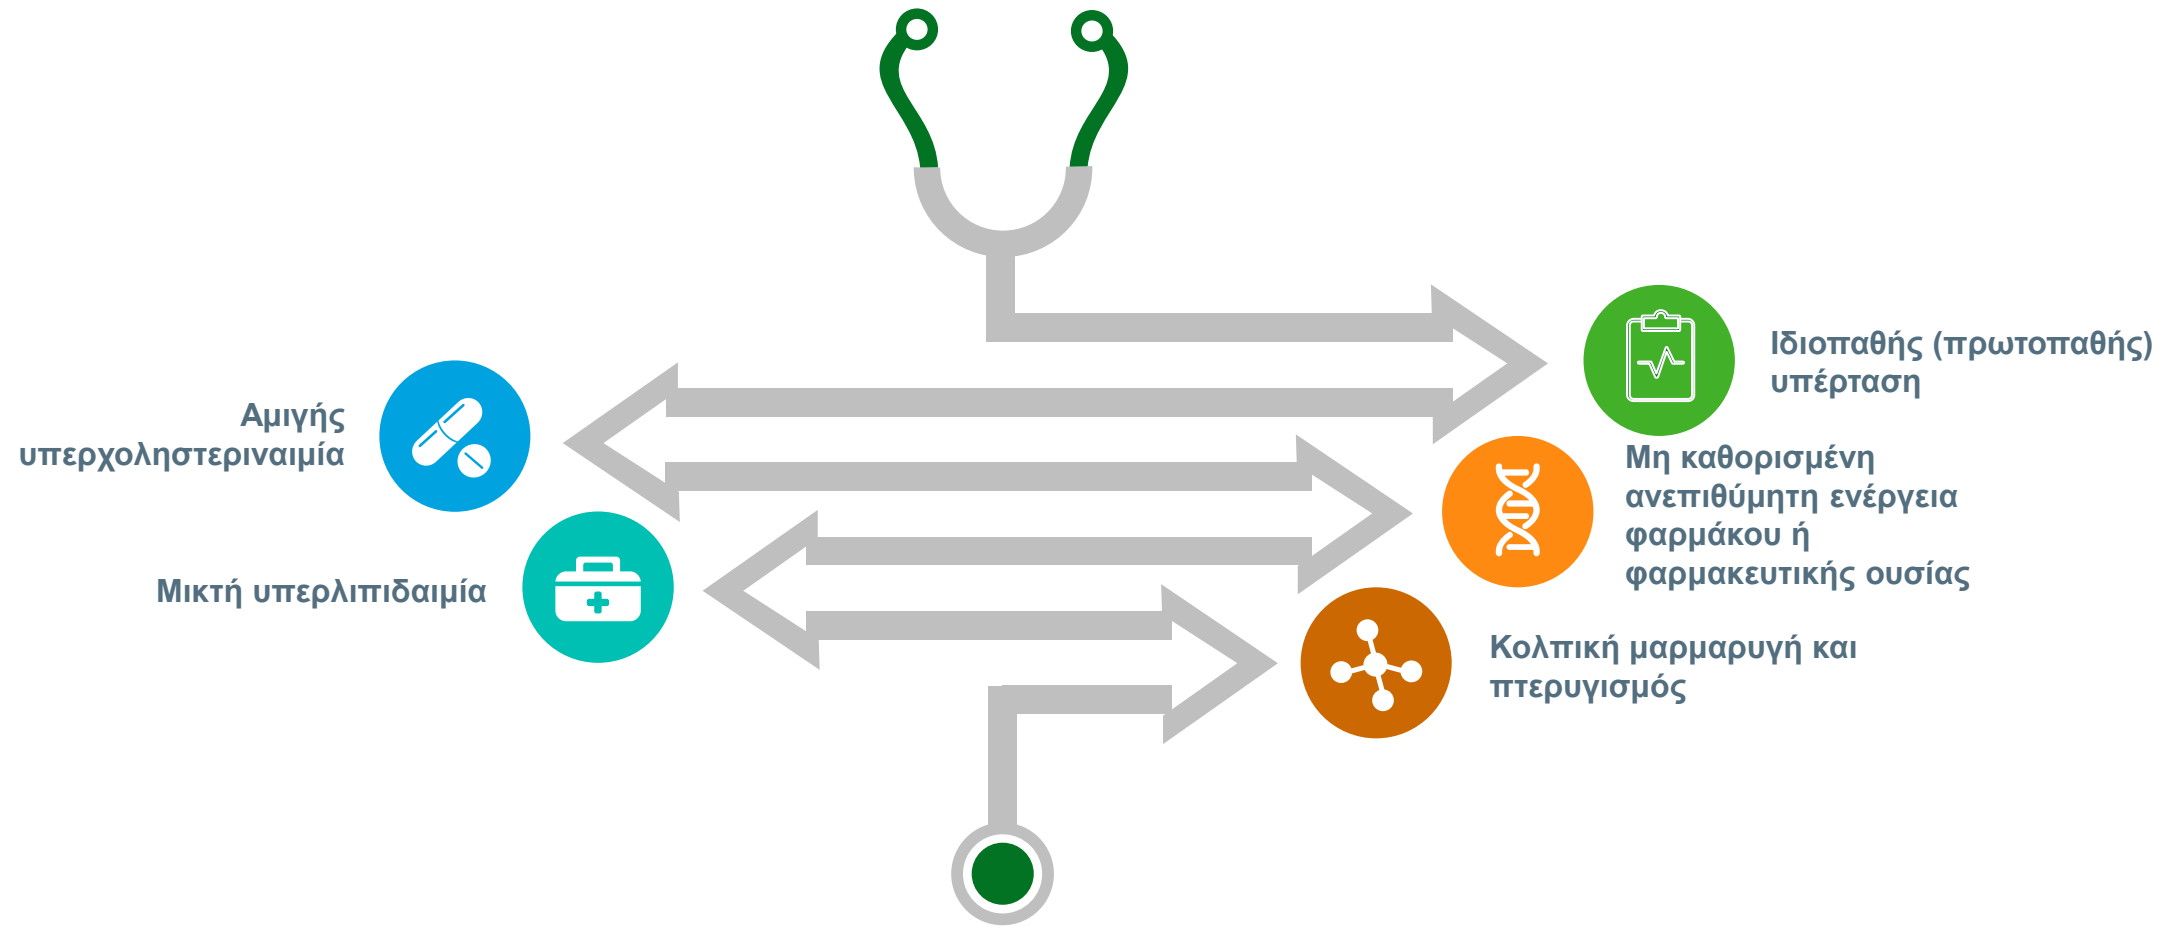 Ιδιοπαθής (πρωτοπαθής)
υπέρταση
Αμιγής
υπερχοληστεριναιμία
Μη καθορισμένη
ανεπιθύμητη ενέργεια
φαρμάκου ή
φαρμακευτικής ουσίας
Μικτή υπερλιπιδαιμία
Κολπική μαρμαρυγή και
πτερυγισμός